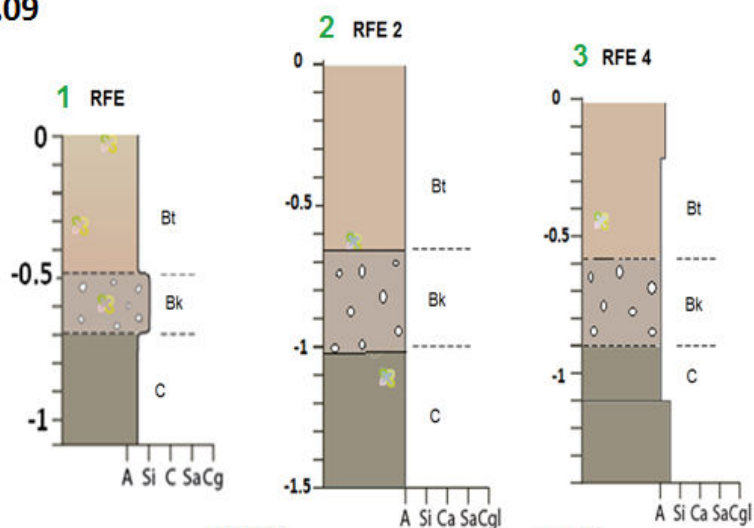 .09
1 RFE
0
-0.5
-1
Bt
Bk
C
A Si C SaCg
2 RFE 2
0
-0.5
-1
-1.5
Bt
Bk
C
A Si Ca SaCgl
3 RFE 4
0
-0.5
-1
Bt
Bk
C
A Si Ca SaCgl